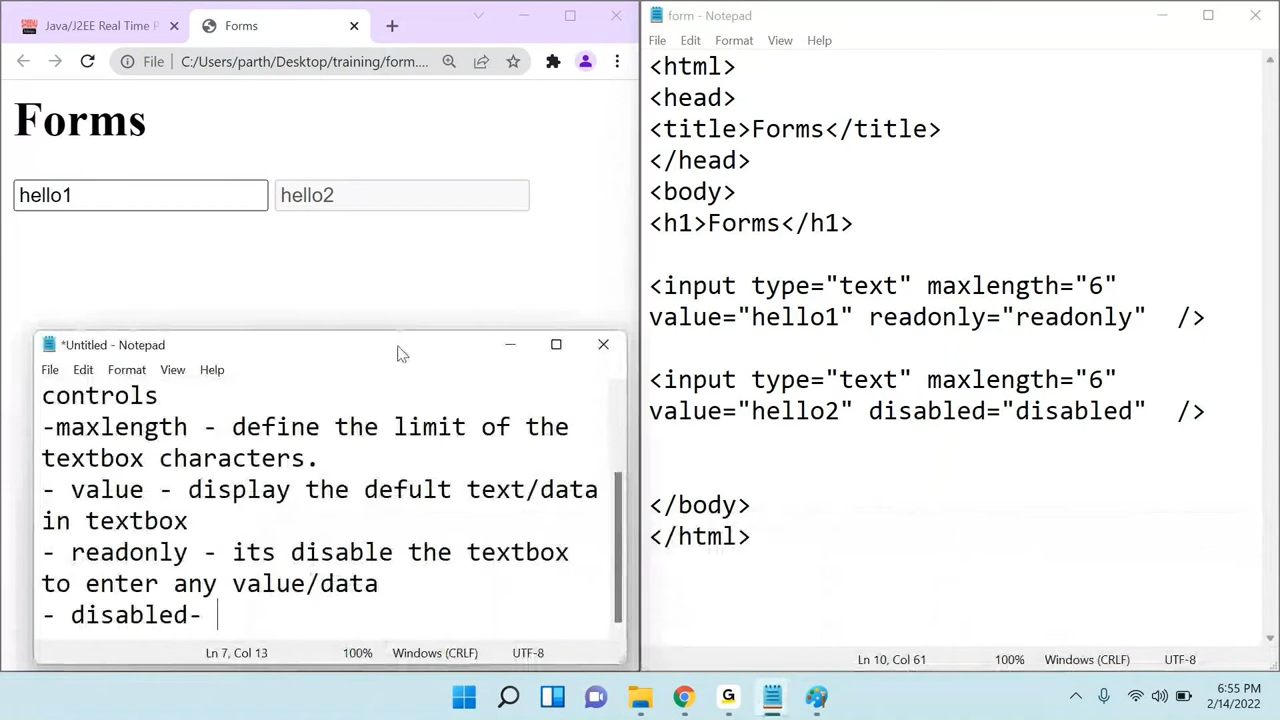 Java/J2EE Real-Time P
Forms
File
C:/Users/parth/Desktop/training/form....
Forms
hello1
hello2
*Untitled - Notepad
File Edit Format View Help
controls
-maxlength - define the limit of the
textbox characters.
- value - display the defult text/data
in textbox
- readonly - its disable the textbox
to enter any value/data
- disabled-
Ln 7, Col 13 100% Windows (CRLF) UTF-8
form - Notepad
File Edit Format View Help
<html>
<head>
<title>Forms</title>
</head>
<body>
<h1>Forms</h1>
<input type="text" maxlength="6"
value="hello1" readonly="readonly"  />
<input type="text" maxlength="6"
value="hello2" disabled="disabled"  />
</body>
</html>
Ln 10, Col 61 100% Windows (CRLF) UTF-8
G
6:55 PM
2/14/2022